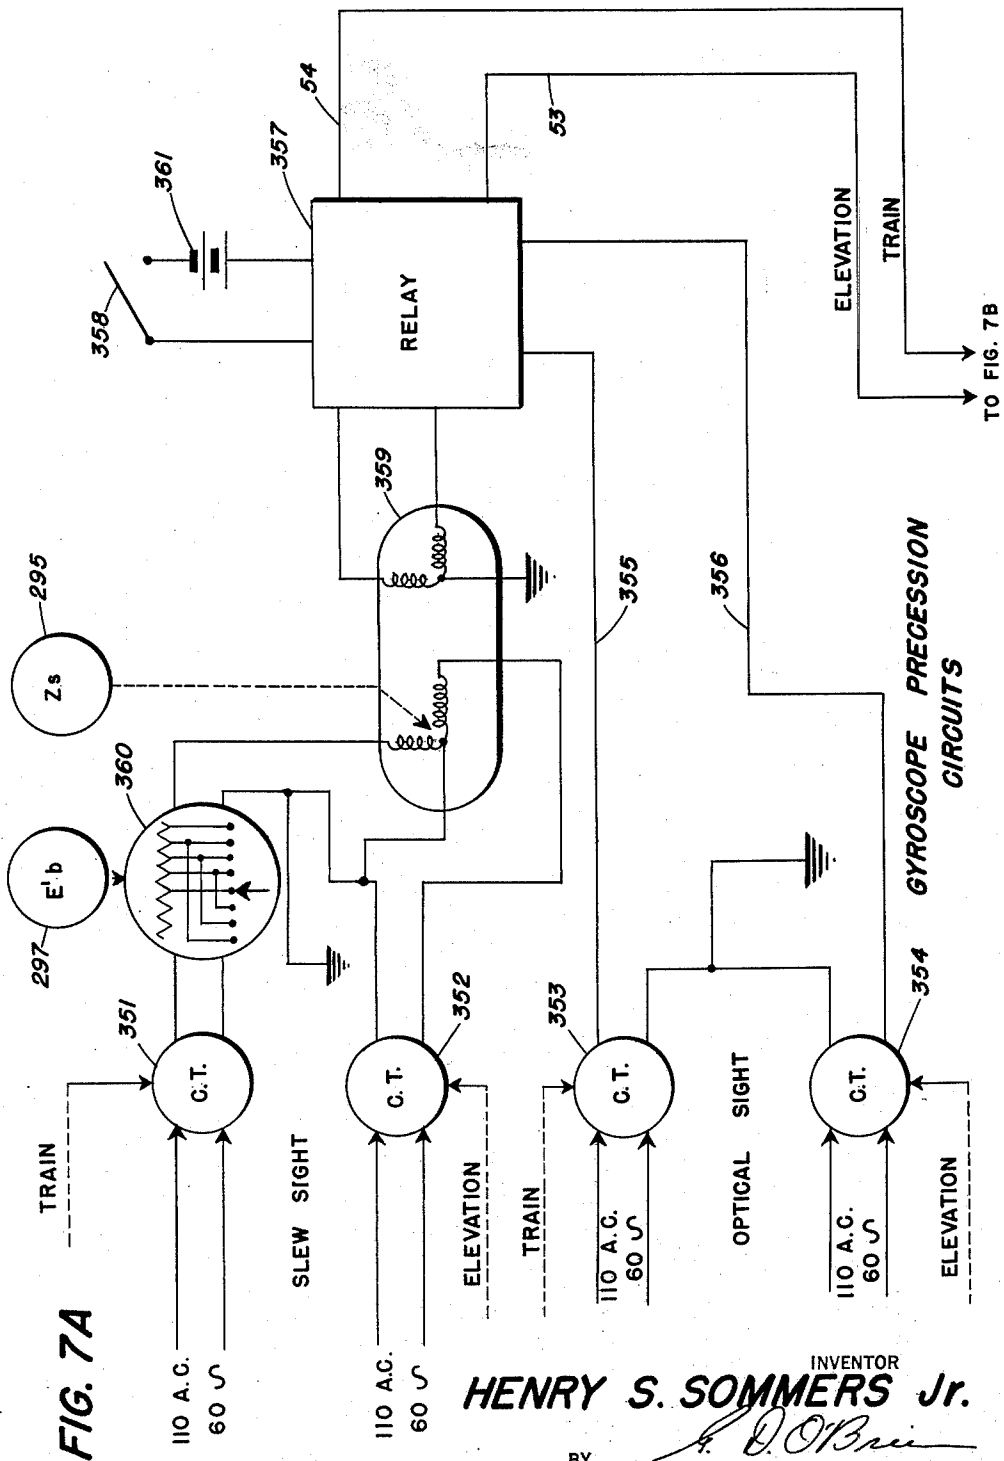 FIG. 7A
TRAIN
110 A.C.
60 ∽
351
C.T.
297
E'b
360
295
Zs
SLEW SIGHT
110 A.C.
60 ∽
C.T.
352
ELEVATION
359
358
361
357
RELAY
54
53
TRAIN
110 A.C.
60 ∽
353
C.T.
355
OPTICAL SIGHT
110 A.C.
60 ∽
C.T.
354
356
ELEVATION
ELEVATION
TRAIN
TO FIG. 7B
GYROSCOPE PRECESSION
CIRCUITS
INVENTOR
HENRY S. SOMMERS Jr.
BY
G. D. O'Brien